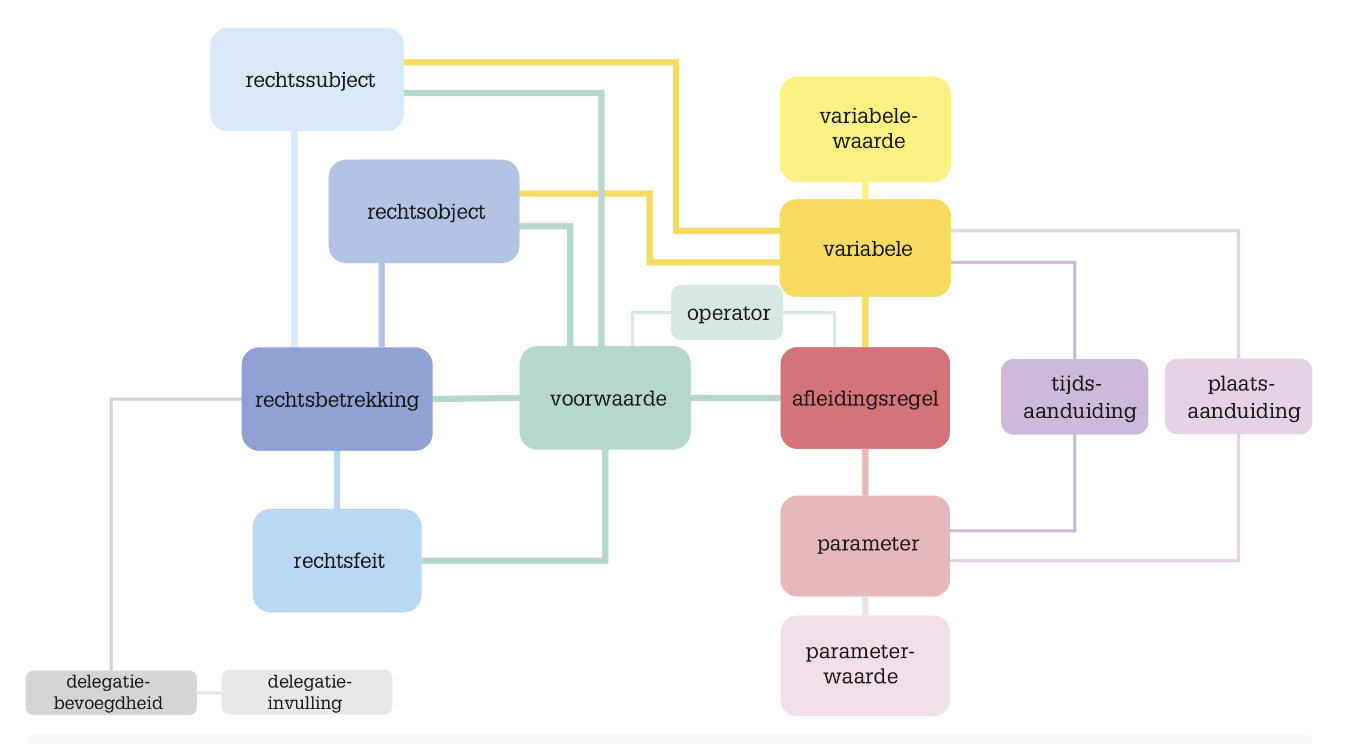 rechtssubject
variabele-
waarde
rechtsobject
variabele
operator
rechtsbetrekking
voorwaarde
afleidingsregel
tijds-
aanduiding
plaats-
aanduiding
rechtsfeit
parameter
parameter-
waarde
delegatie-
bevoegdheid
delegatie-
invulling